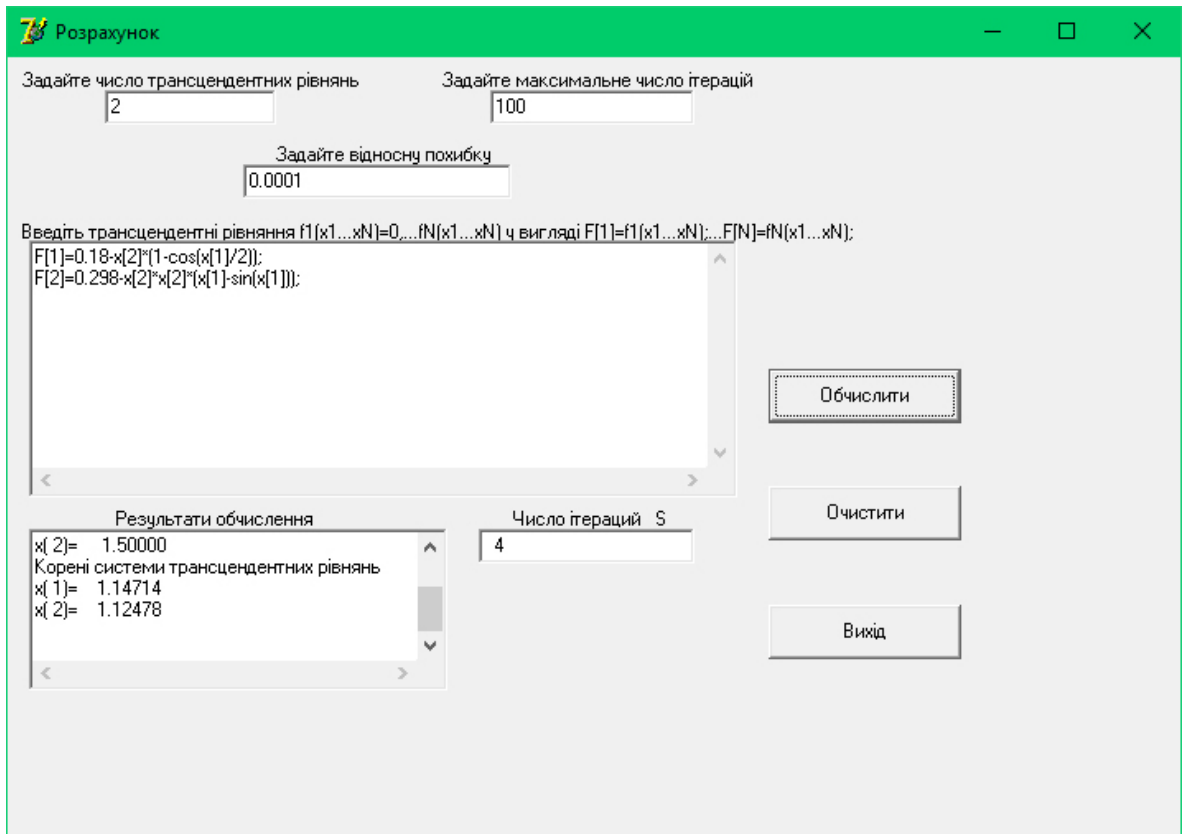 Розрахунок
Задайте число трансцендентних рівнянь
Задайте максимальне число ітерацій
2
100
Задайте відносну похибку
0.0001
Введіть трансцендентні рівняння f1(x1...xN)=0,...fN(x1...xN) ч вигляді F[1]=f1(x1...xN);...F[N]=fN(x1...xN);
F[1]=0.18-x[2]*(1-cos(x[1]/2));
F[2]=0.298-x[2]*x[2]*(x[1]-sin(x[1]));
Обчислити
Результати обчислення
Число ітераций S
Очистити
x( 2)= 1.50000
4
Корені системи трансцендентних рівнянь
x( 1)= 1.14714
x( 2)= 1.12478
Вихід